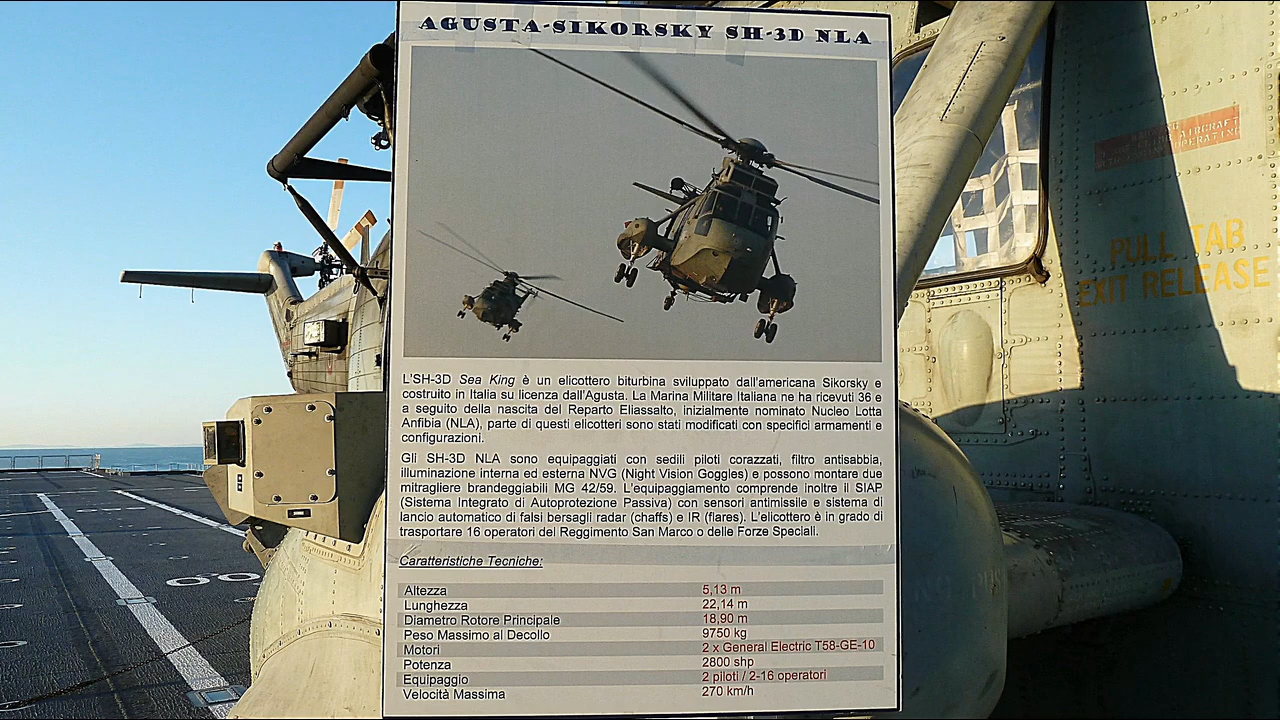 AGUSTA-SIKORSKY SH-3D NLA
L'SH-3D Sea King è un elicottero biturbina sviluppato dall'americana Sikorsky e
costruito in Italia su licenza dall'Agusta. La Marina Militare Italiana ne ha ricevuti 36 e
a seguito della nascita del Reparto Eliassalto, inizialmente nominato Nucleo Lotta
Anfibia (NLA), parte di questi elicotteri sono stati modificati con specifici armamenti e
configurazioni.
Gli SH-3D NLA sono equipaggiati con sedili piloti corazzati, filtro antisabbia,
illuminazione interna ed esterna NVG (Night Vision Goggles) e possono montare due
mitragliere brandeggiabili MG 42/59. L'equipaggiamento comprende inoltre il SIAP
(Sistema Integrato di Autoprotezione Passiva) con sensori antimissile e sistema di
lancio automatico di falsi bersagli radar (chaffs) e IR (flares). L'elicottero è in grado di
trasportare 16 operatori del Reggimento San Marco o delle Forze Speciali.
Caratteristiche Tecniche:
Altezza 5,13 m
Lunghezza 22,14 m
Diametro Rotore Principale 18,90 m
Peso Massimo al Decollo 9750 kg
Motori 2 x General Electric T58-GE-10
Potenza 2800 shp
Equipaggio 2 piloti / 2-16 operatori
Velocità Massima 270 km/h
AIRCRAFT
OPERATING
PULL TAB
EXIT RELEASE